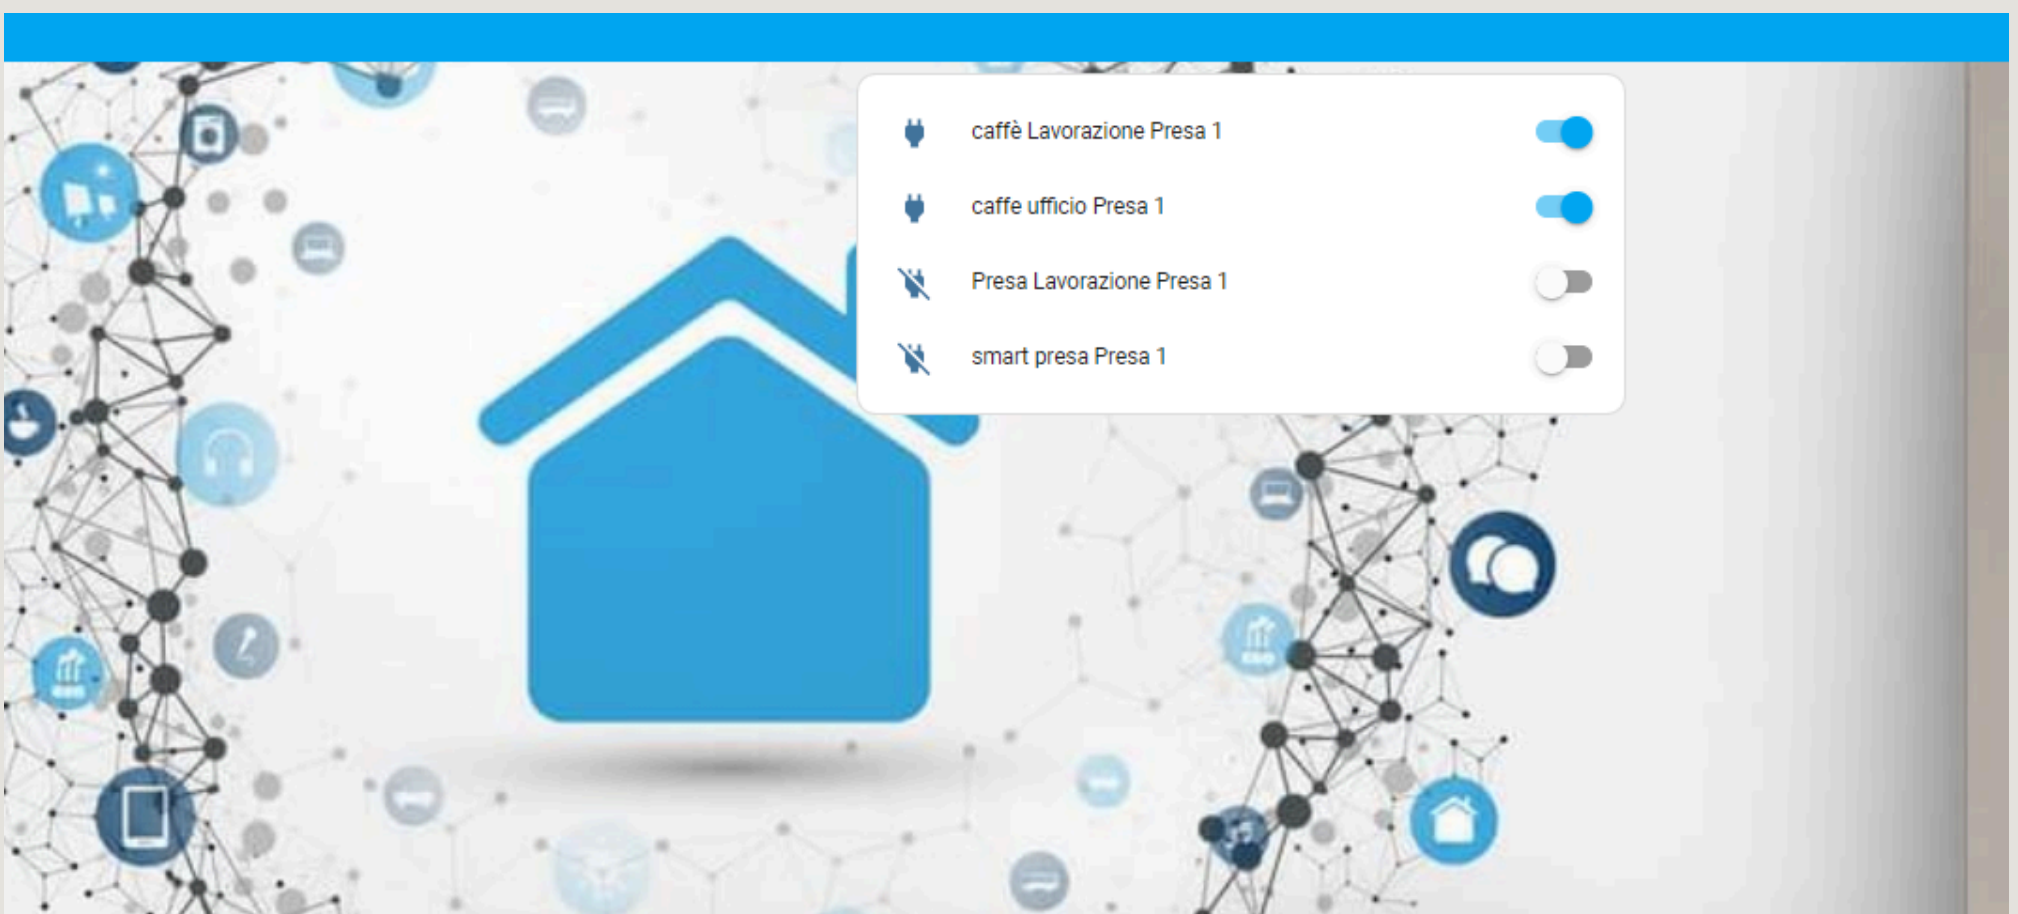 caffè Lavorazione Presa 1
caffe ufficio Presa 1
Presa Lavorazione Presa 1
smart presa Presa 1